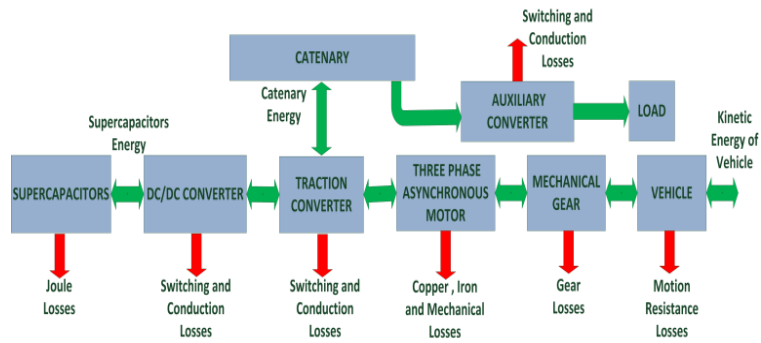 Switching and
Conduction
Losses
CATENARY
Catenary
Energy
AUXILIARY
CONVERTER
LOAD
Kinetic
Energy of
Vehicle
Supercapacitors
Energy
SUPERCAPACITORS
DC/DC CONVERTER
TRACTION
CONVERTER
THREE PHASE
ASYNCHRONOUS
MOTOR
MECHANICAL
GEAR
VEHICLE
Joule
Losses
Switching and
Conduction
Losses
Switching and
Conduction
Losses
Copper , Iron
and Mechanical
Losses
Gear
Losses
Motion
Resistance
Losses